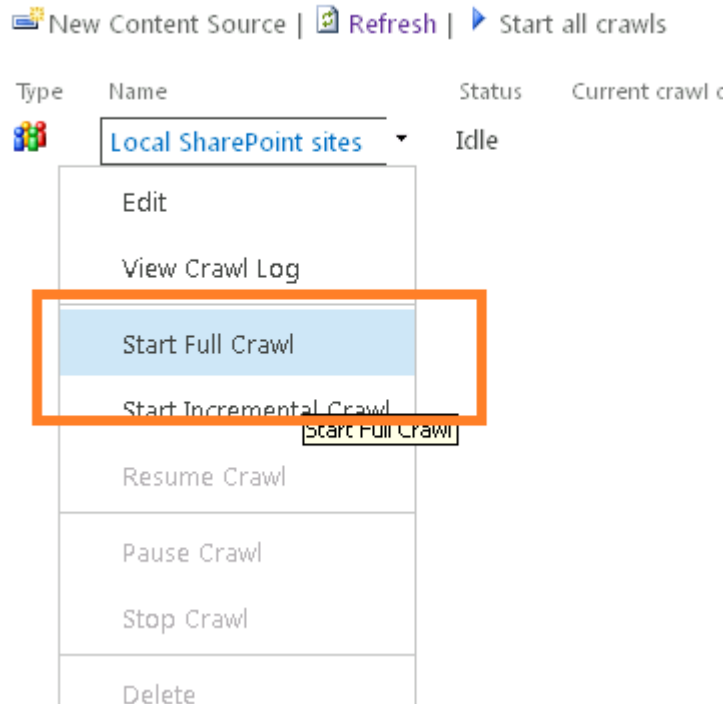 New Content Source | Refresh | Start all crawls
Type Name Status Current crawl
Local SharePoint sites Idle
Edit
View Crawl Log
Start Full Crawl
Start Incremental Crawl
Start Full Crawl
Resume Crawl
Pause Crawl
Stop Crawl
Delete